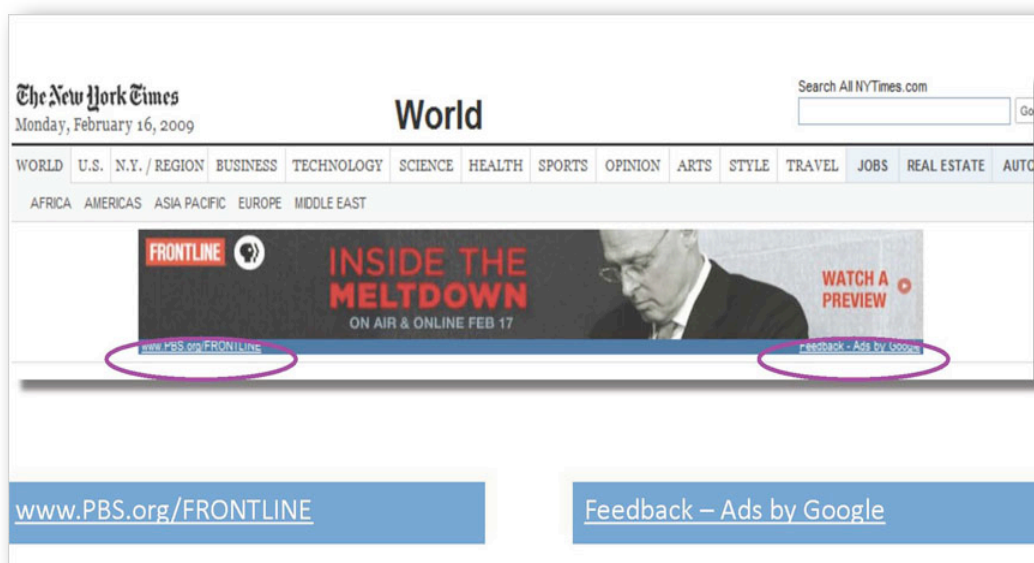 The New York Times
Monday, February 16, 2009
World
Search All NYTimes.com
Go
WORLD U.S. N.Y. / REGION BUSINESS TECHNOLOGY SCIENCE HEALTH SPORTS OPINION ARTS STYLE TRAVEL JOBS REAL ESTATE AUTO
AFRICA AMERICAS ASIA PACIFIC EUROPE MIDDLE EAST
FRONTLINE
INSIDE THE
MELTDOWN
ON AIR & ONLINE FEB 17
WATCH A
PREVIEW
www.PBS.org/FRONTLINE Feedback - Ads by Google
www.PBS.org/FRONTLINE Feedback – Ads by Google